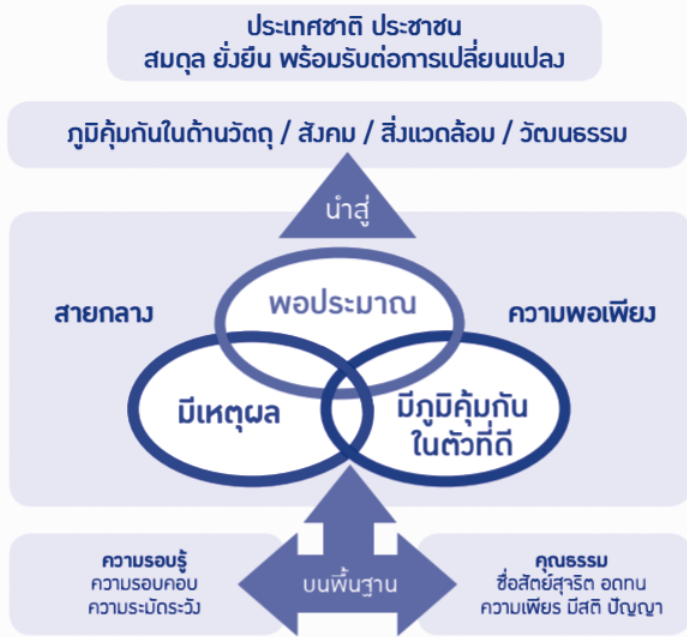 ประเทศชาติ ประชาชน
สมดุล ยั่งยืน พร้อมรับต่อการเปลี่ยนแปลง
ภูมิคุ้มกันในด้านวัตถุ / สังคม / สิ่งแวดล้อม / วัฒนธรรม
นำสู่
พอประมาณ
สายกลาง
ความพอเพียง
มีเหตุผล
มีภูมิคุ้มกัน
ในตัวที่ดี
ความรอบรู้
ความรอบคอบ
ความระมัดระวัง
บนพื้นฐาน
คุณธรรม
ซื่อสัตย์สุจริต อดทน
ความเพียร มีสติ ปัญญา